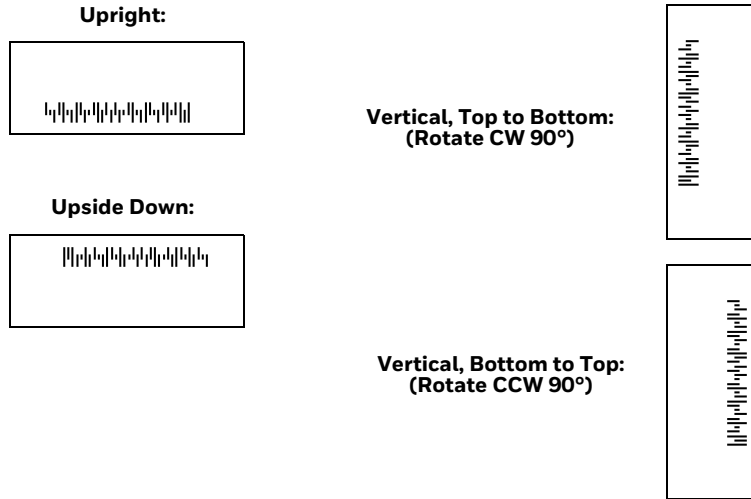 Upright:
Vertical, Top to Bottom:
(Rotate CW 90°)
Upside Down:
Vertical, Bottom to Top:
(Rotate CCW 90°)